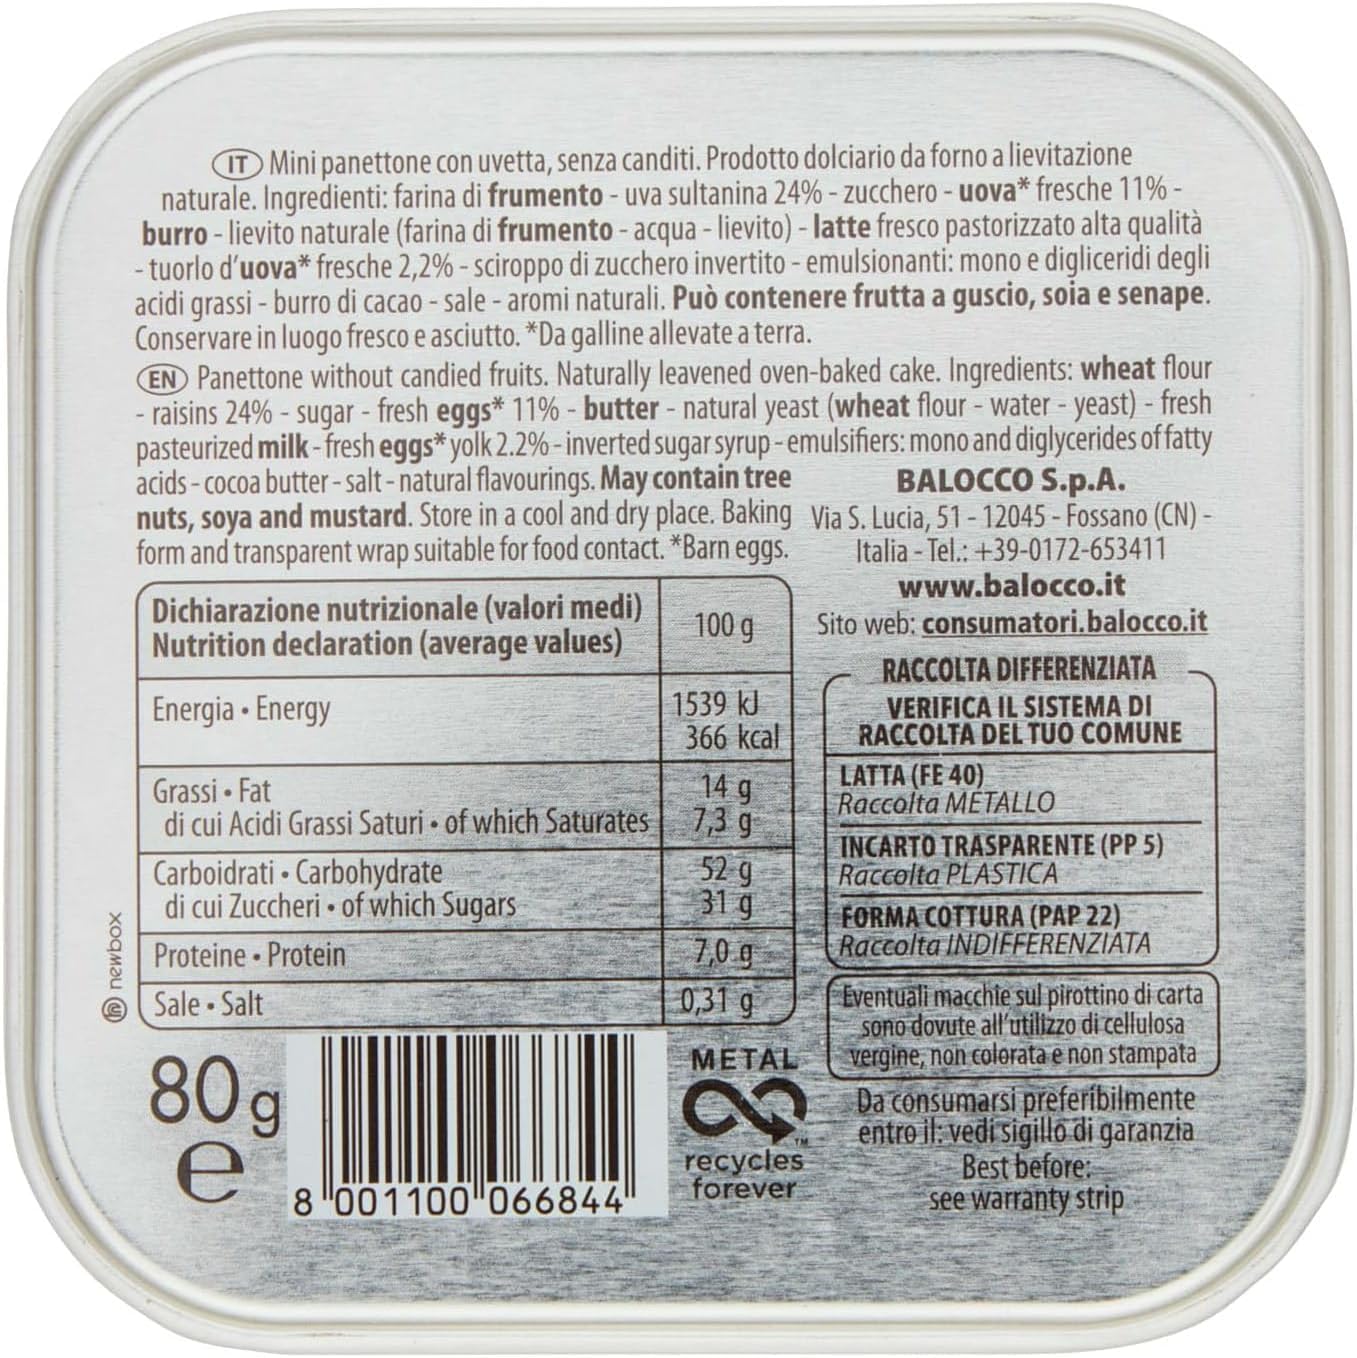 IT Mini panettone con uvetta, senza canditi. Prodotto dolciario da forno a lievitazione
naturale. Ingredienti: farina di frumento - uva sultanina 24% - zucchero - uova* fresche 11% -
burro - lievito naturale (farina di frumento - acqua - lievito) - latte fresco pastorizzato alta qualità
- tuorlo d'uova* fresche 2,2% - sciroppo di zucchero invertito - emulsionanti: mono e digliceridi degli
acidi grassi - burro di cacao - sale - aromi naturali. Può contenere frutta a guscio, soia e senape.
Conservare in luogo fresco e asciutto. *Da galline allevate a terra.
EN Panettone without candied fruits. Naturally leavened oven-baked cake. Ingredients: wheat flour
- raisins 24% - sugar - fresh eggs* 11% - butter - natural yeast (wheat flour - water - yeast) - fresh
pasteurized milk - fresh eggs* yolk 2.2% - inverted sugar syrup - emulsifiers: mono and diglycerides of fatty
acids - cocoa butter - salt - natural flavourings. May contain tree
nuts, soya and mustard. Store in a cool and dry place. Baking
form and transparent wrap suitable for food contact. *Barn eggs.
BALOCCO S.p.A.
Via S. Lucia, 51 - 12045 - Fossano (CN) -
Italia - Tel.: +39-0172-653411
www.balocco.it
Sito web: consumatori.balocco.it
Dichiarazione nutrizionale (valori medi)
Nutrition declaration (average values)
100 g
Energia • Energy
1539 kJ
366 kcal
Grassi • Fat
14 g
di cui Acidi Grassi Saturi • of which Saturates
7,3 g
Carboidrati • Carbohydrate
52 g
di cui Zuccheri • of which Sugars
31 g
Proteine • Protein
7,0 g
Sale • Salt
0,31 g
RACCOLTA DIFFERENZIATA
VERIFICA IL SISTEMA DI
RACCOLTA DEL TUO COMUNE
LATTA (FE 40)
Raccolta METALLO
INCARTO TRASPARENTE (PP 5)
Raccolta PLASTICA
FORMA COTTURA (PAP 22)
Raccolta INDIFFERENZIATA
Eventuali macchie sul pirottino di carta
sono dovute all'utilizzo di cellulosa
vergine, non colorata e non stampata
Da consumarsi preferibilmente
entro il: vedi sigillo di garanzia
Best before:
see warranty strip
newbox
80 g
e
8 001100 066844
METAL
TM
recycles
forever